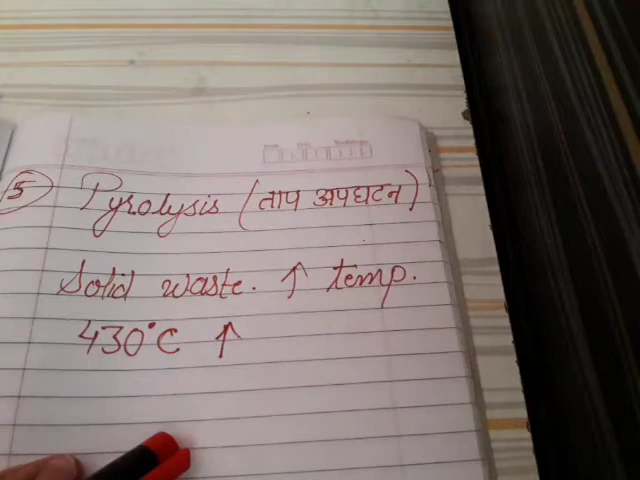 5 Pyrolysis (ताप अपघटन)
Solid waste. ↑ temp.
430°C ↑